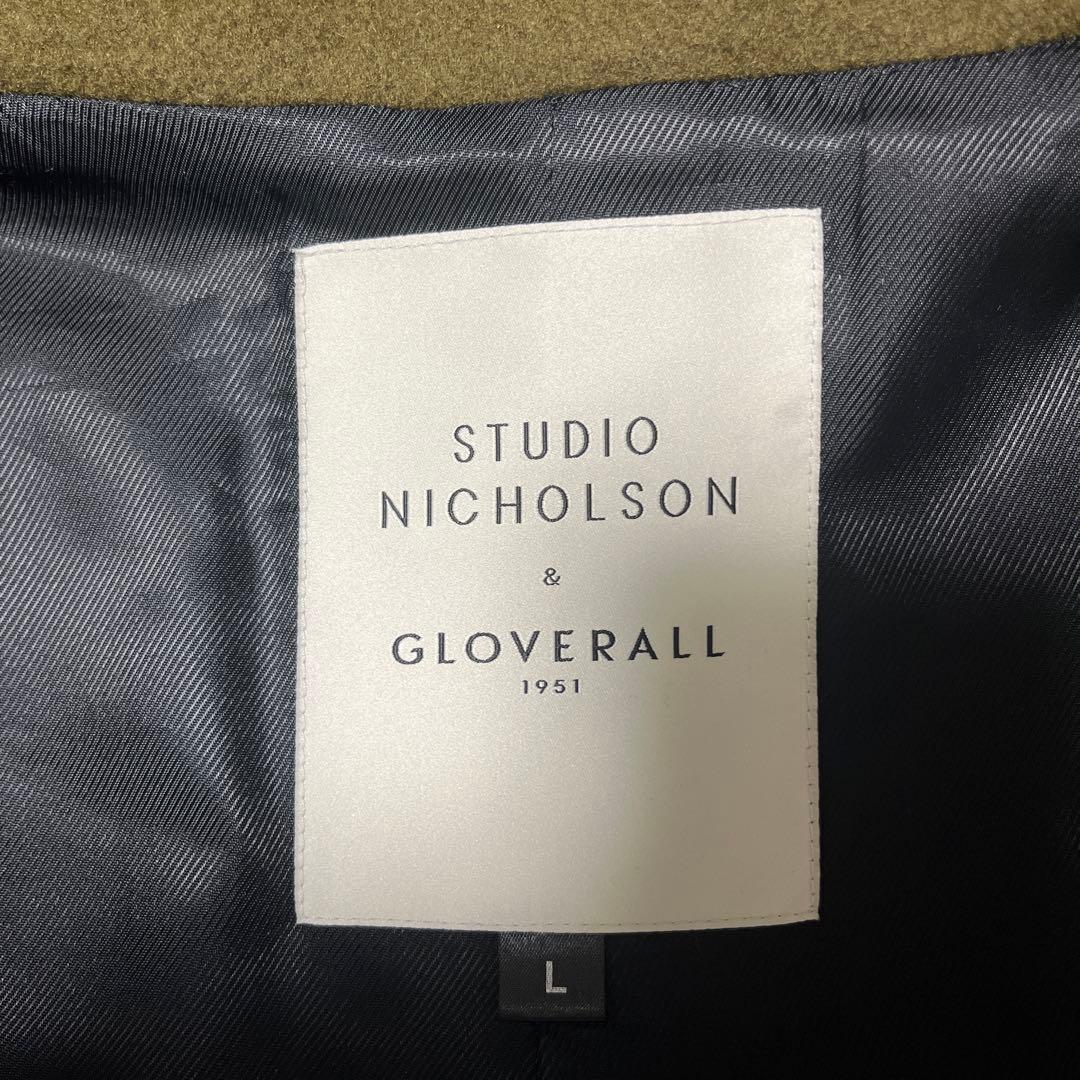 STUDIO
NICHOLSON
&
GLOVERALL
1951
L